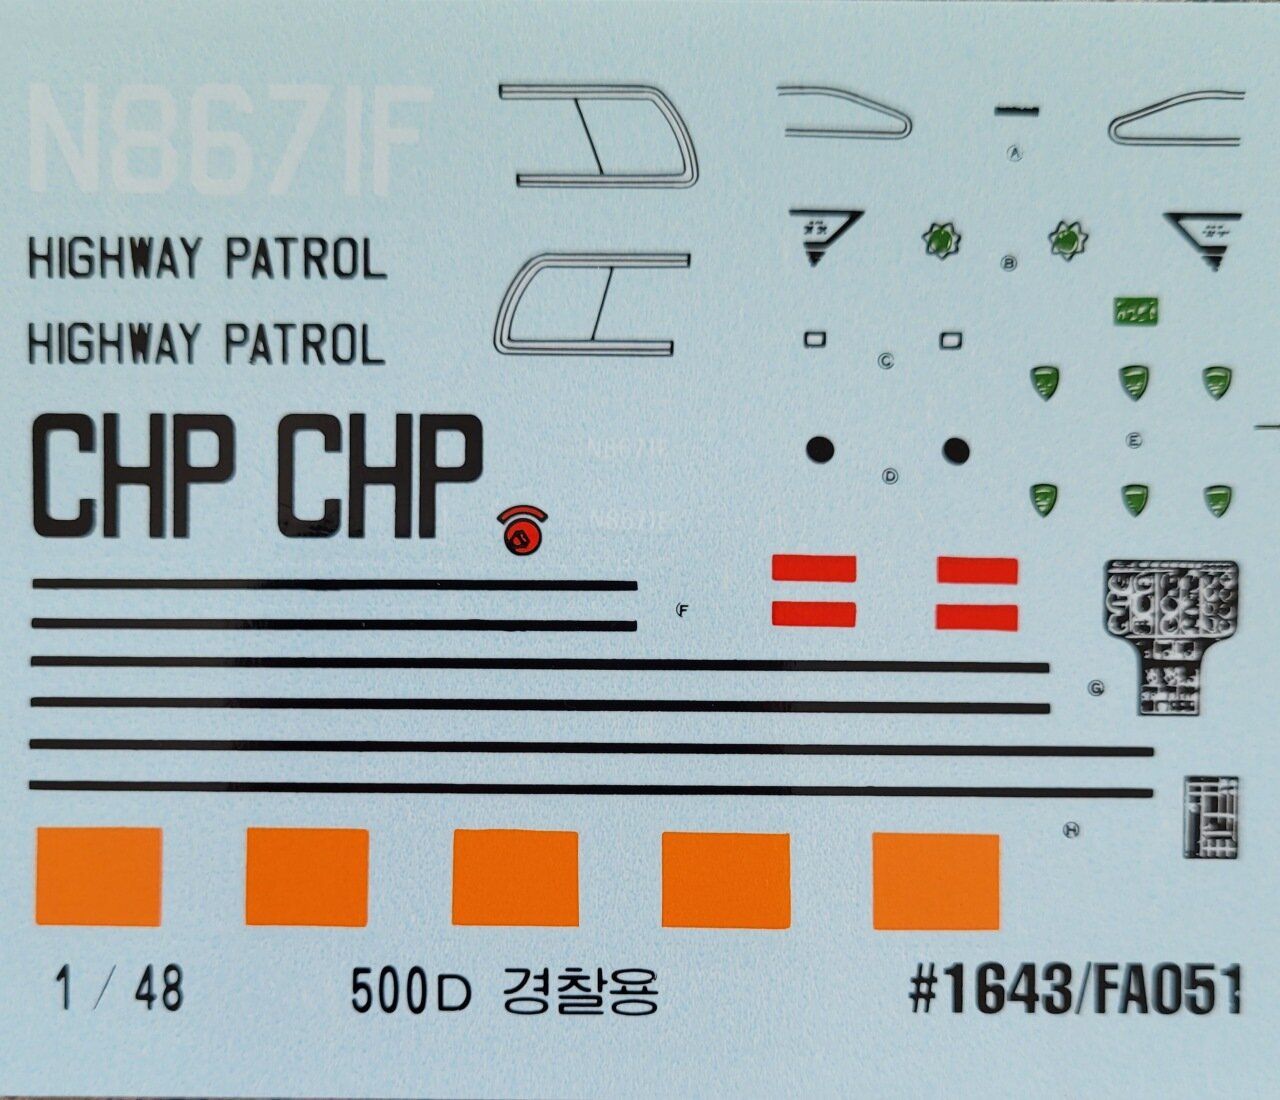 N8671F
HIGHWAY PATROL
HIGHWAY PATROL
CHP CHP
N8671F
N8671F
A
B
C
D
E
F
G
H
1 / 48
500D 경찰용
#1643/FA051